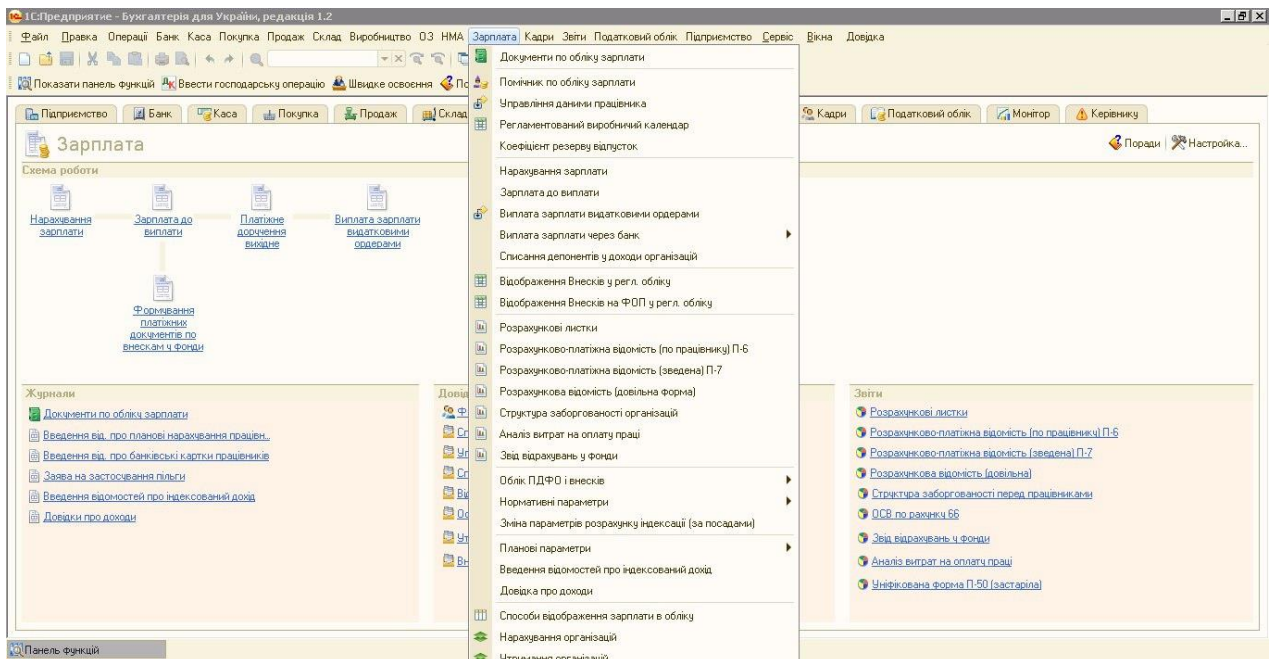 1С:Предприятие - Бухгалтерія для України, редакція 1.2
Файл Правка Операції Банк Каса Покупка Продаж Склад Виробництво ОЗ НМА Зарплата Кадри Звіти Податковий облік Підприємство Сервіс Вікна Довідка
Показати панель функцій Ввести господарську операцію Швидке освоєння
Підприємство Банк Каса Покупка Продаж Склад Кадри Податковий облік Монітор Керівнику
Зарплата
Поради Настройка...
Схема роботи
Нарахування зарплати
Зарплата до виплати
Платіжне доручення вихідне
Виплата зарплати видатковими ордерами
Формування
платіжних
документів по
внескам у фонди
Журнали
Документи по обліку зарплати
Введення від. про планові нарахування працівн..
Введення від. про банківські картки працівників
Заява на застосування пільги
Введення відомостей про індексований дохід
Довідки про доходи
Документи по обліку зарплати
Помічник по обліку зарплати
Управління даними працівника
Регламентований виробничий календар
Коефіцієнт резерву відпусток
Нарахування зарплати
Зарплата до виплати
Виплата зарплати видатковими ордерами
Виплата зарплати через банк
Списання депонентів у доходи організацій
Відображення Внесків у регл. обліку
Відображення Внесків на ФОП у регл. обліку
Розрахункові листки
Розрахунково-платіжна відомість (по працівнику) П-6
Розрахунково-платіжна відомість (зведена) П-7
Розрахункова відомість (довільна форма)
Структура заборгованості організацій
Аналіз витрат на оплату праці
Звід відрахувань у фонди
Облік ПДФО і внесків
Нормативні параметри
Зміна параметрів розрахунку індексації (за посадами)
Планові параметри
Введення відомостей про індексований дохід
Довідка про доходи
Способи відображення зарплати в обліку
Нарахування організацій
Утримання організацій
Звіти
Розрахункові листки
Розрахунково-платіжна відомість (по працівнику) П-6
Розрахунково-платіжна відомість (зведена) П-7
Розрахункова відомість (довільна)
Структура заборгованості перед працівниками
ОСВ по рахунку 66
Звід відрахувань у фонди
Аналіз витрат на оплату праці
Уніфікована форма П-50 (застаріла)
Панель функцій